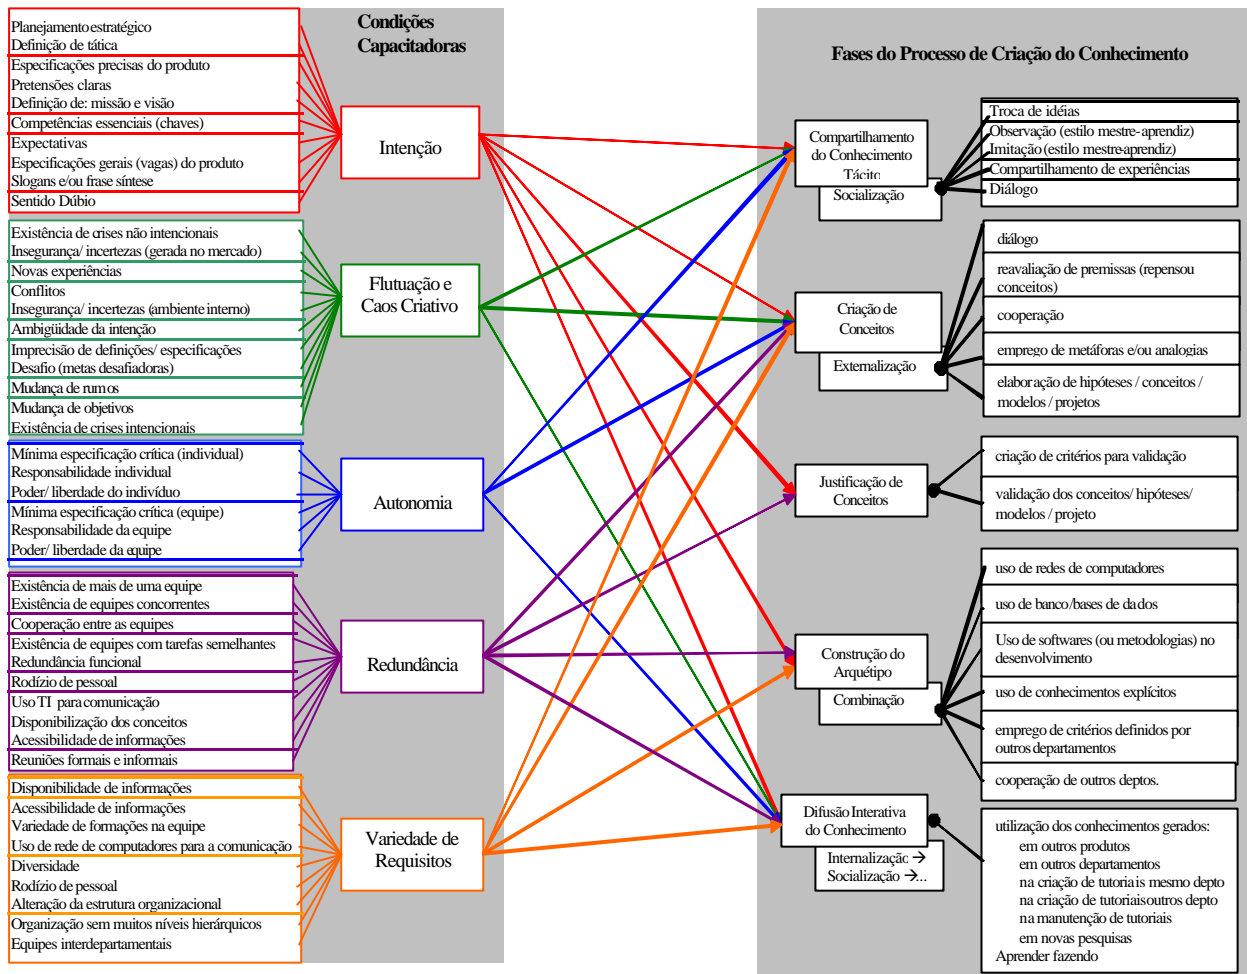 Condições
Capacitadoras
Fases do Processo de Criação do Conhecimento
Planejamento estratégico
Definição de tática
Especificações precisas do produto
Pretensões claras
Definição de: missão e visão
Competências essenciais (chaves)
Expectativas
Especificações gerais (vagas) do produto
Slogans e/ou frase síntese
Sentido Dúbio
Existência de crises não intencionais
Insegurança/ incertezas (gerada no mercado)
Novas experiências
Conflitos
Insegurança/ incertezas (ambiente interno)
Ambigüidade da intenção
Imprecisão de definições/ especificações
Desafio (metas desafiadoras)
Mudança de rumos
Mudança de objetivos
Existência de crises intencionais
Mínima especificação crítica (individual)
Responsabilidade individual
Poder/ liberdade do indivíduo
Mínima especificação crítica (equipe)
Responsabilidade da equipe
Poder/ liberdade da equipe
Existência de mais de uma equipe
Existência de equipes concorrentes
Cooperação entre as equipes
Existência de equipes com tarefas semelhantes
Redundância funcional
Rodízio de pessoal
Uso TI para comunicação
Disponibilização dos conceitos
Acessibilidade de informações
Reuniões formais e informais
Disponibilidade de informações
Acessibilidade de informações
Variedade de formações na equipe
Uso de rede de computadores para a comunicação
Diversidade
Rodízio de pessoal
Alteração da estrutura organizacional
Organização sem muitos níveis hierárquicos
Equipes interdepartamentais
Intenção
Flutuação e
Caos Criativo
Autonomia
Redundância
Variedade de
Requisitos
Compartilhamento
do Conhecimento
Tácito
Socialização
Criação de
Conceitos
Externalização
Justificação de
Conceitos
Construção do
Arquétipo
Combinação
Difusão Interativa
do Conhecimento
Internalização →
Socialização →...
Troca de idéias
Observação (estilo mestre-aprendiz)
Imitação (estilo mestre-aprendiz)
Compartilhamento de experiências
Diálogo
diálogo
reavaliação de premissas (repensou
conceitos)
cooperação
emprego de metáforas e/ou analogias
elaboração de hipóteses / conceitos /
modelos / projetos
criação de critérios para validação
validação dos conceitos/ hipóteses/
modelos / projeto
uso de redes de computadores
uso de banco/bases de dados
Uso de softwares (ou metodologias) no
desenvolvimento
uso de conhecimentos explícitos
emprego de critérios definidos por
outros departamentos
cooperação de outros deptos.
utilização dos conhecimentos gerados:
em outros produtos
em outros departamentos
na criação de tutoriais mesmo depto
na criação de tutoriais outros depto
na manutenção de tutoriais
em novas pesquisas
Aprender fazendo